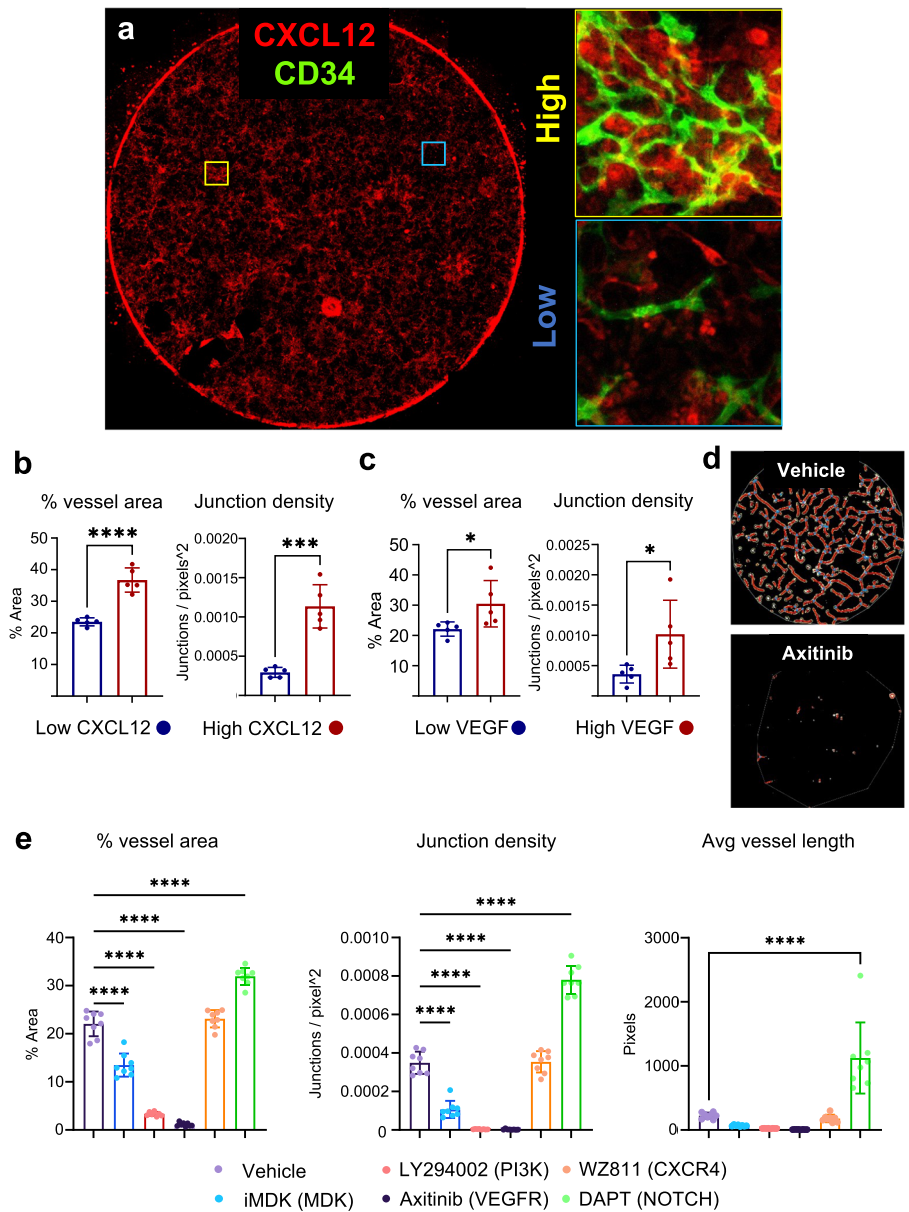 a
CXCL12
CD34
High
Low
b
% vessel area
Junction density
% Area
50
40
30
20
10
****
Junctions / pixels^2
0.0020
0.0015
0.0010
0.0005
***
Low CXCL12
High CXCL12
c
% vessel area
Junction density
% Area
50
40
30
20
10
*
Junctions / pixels^2
0.0025
0.0020
0.0015
0.0010
0.0005
*
Low VEGF
High VEGF
d
Vehicle
Axitinib
e
% vessel area
% Area
40
30
20
10
0
****
****
****
****
Junction density
Junctions / pixel^2
0.0010
0.0008
0.0006
0.0004
0.0002
0
****
****
****
****
Avg vessel length
Pixels
3000
2000
1000
0
****
Vehicle
LY294002 (PI3K)
WZ811 (CXCR4)
iMDK (MDK)
Axitinib (VEGFR)
DAPT (NOTCH)